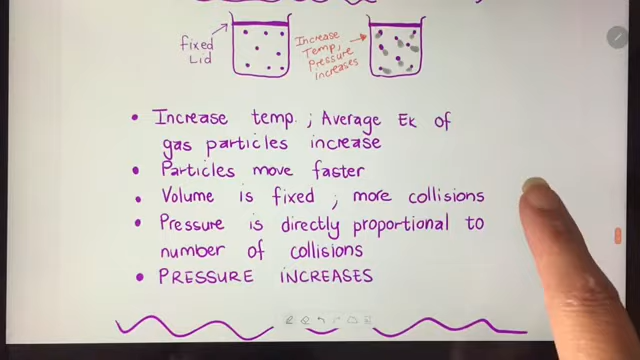 fixed
Lid
Increase
Temp,
Pressure
increases
• Increase temp. ; Average Ek of
gas particles increase
• Particles move faster
• Volume is fixed ; more collisions
• Pressure is directly proportional to
number of collisions
• PRESSURE INCREASES